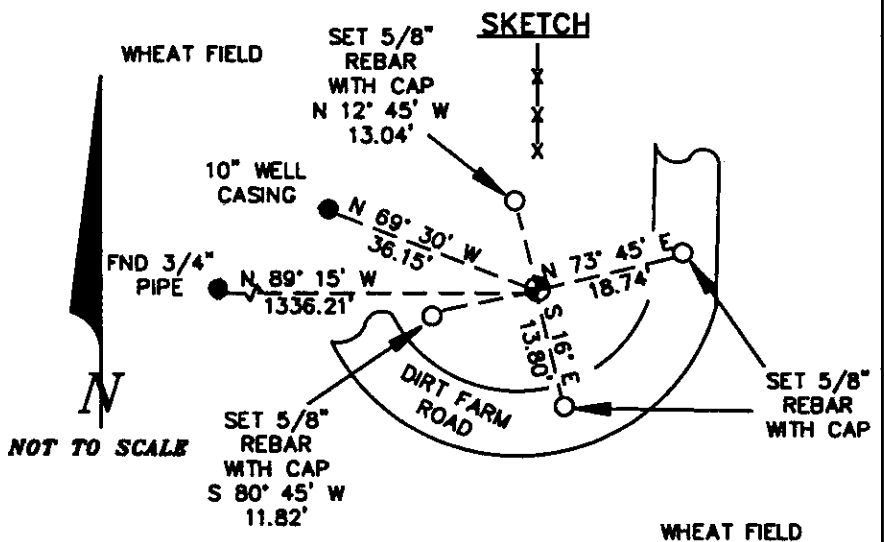 SKETCH
WHEAT FIELD
SET 5/8"
REBAR
WITH CAP
N 12° 45' W
13.04'
X
X
X
10" WELL
CASING
N 69° 30' W
36.15'
FND 3/4"
PIPE
N 89° 15' W
1336.21'
N 73° 45' E
18.74'
S 16° E
13.80'
DIRT FARM
ROAD
N
NOT TO SCALE
SET 5/8"
REBAR
WITH CAP
S 80° 45' W
11.82'
SET 5/8"
REBAR
WITH CAP
WHEAT FIELD